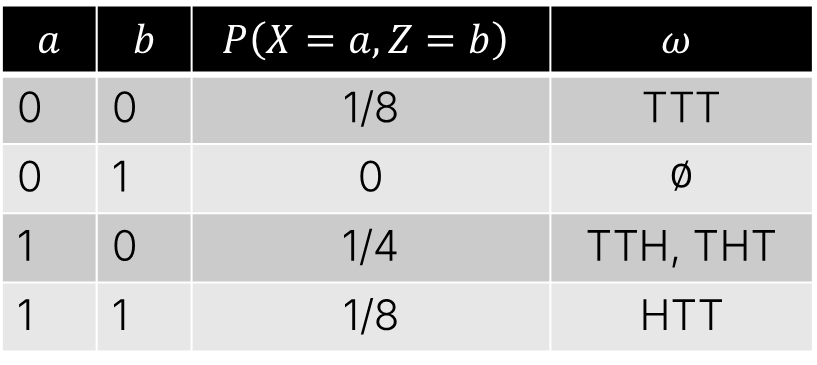 a b P(X = a, Z = b) ω
0 0 1/8 TTT
0 1 0 ∅
1 0 1/4 TTH, THT
1 1 1/8 HTT